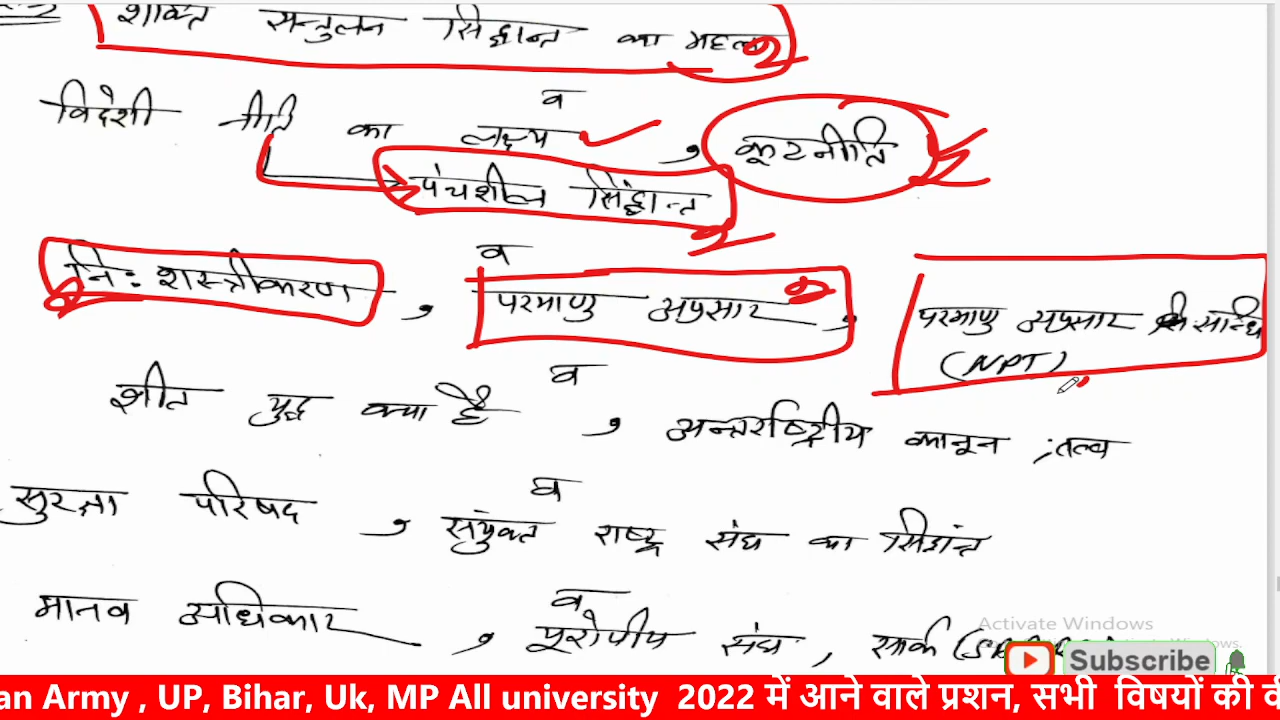 शक्ति सन्तुलन सिद्धान्त का महत्व
व
विदेशी नीति का लक्ष्य , कूटनीति
पंचशील सिद्धान्त
व
निः शस्त्रीकरण , परमाणु अप्रसार , परमाणु अप्रसार सन्धि
(NPT)
व
शीत युद्ध क्या है , अन्तर्राष्ट्रीय कानून , तत्व
व
सुरक्षा परिषद , संयुक्त राष्ट्र संघ का सिद्धांत
व
मानव अधिकार , यूरोपीय संघ , सार्क
Activate Windows
Subscribe
an Army , UP, Bihar, Uk, MP All university 2022 में आने वाले प्रशन, सभी विषयों की